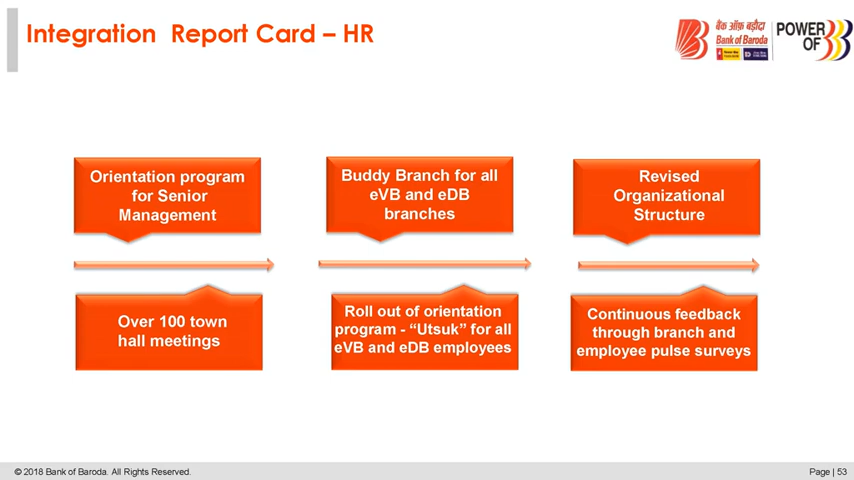 Integration Report Card – HR
बैंक ऑफ़ बड़ौदा
Bank of Baroda
POWER
OF
Orientation program
for Senior
Management
Buddy Branch for all
eVB and eDB
branches
Revised
Organizational
Structure
Over 100 town
hall meetings
Roll out of orientation
program - “Utsuk” for all
eVB and eDB employees
Continuous feedback
through branch and
employee pulse surveys
© 2018 Bank of Baroda. All Rights Reserved.
Page | 53